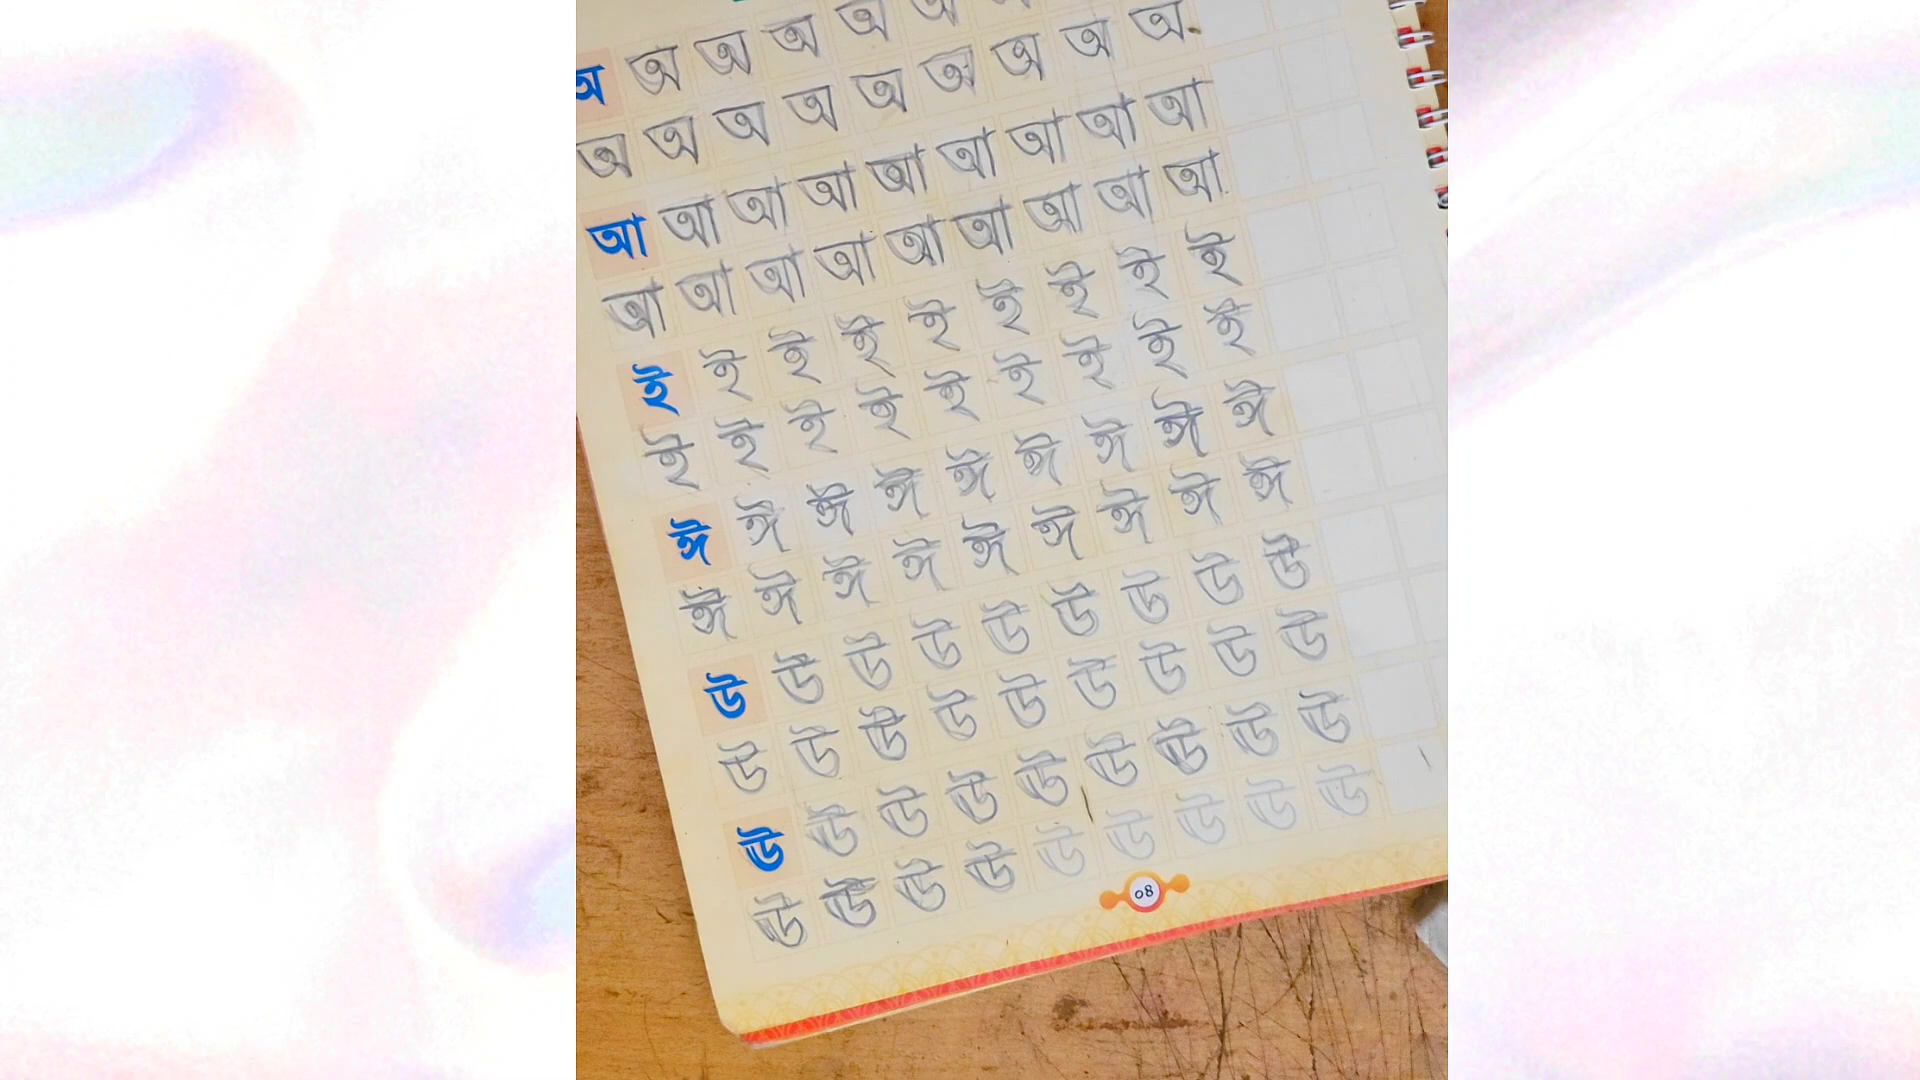 অ অ অ অ অ অ
অ অ অ অ অ অ অ অ অ
আ আ আ আ আ আ আ আ আ
আ আ আ আ আ আ আ আ আ
ই ই ই ই ই ই ই ই ই
ই ই ই ই ই ই ই ই ই
ঈ ঈ ঈ ঈ ঈ ঈ ঈ ঈ ঈ
ঈ ঈ ঈ ঈ ঈ ঈ ঈ ঈ ঈ
উ উ উ উ উ উ উ উ উ
উ উ উ উ উ উ উ উ উ
ঊ ঊ ঊ ঊ ঊ ঊ ঊ ঊ ঊ
ঊ ঊ ঊ ঊ ঊ ঊ ঊ ঊ ঊ
০৪